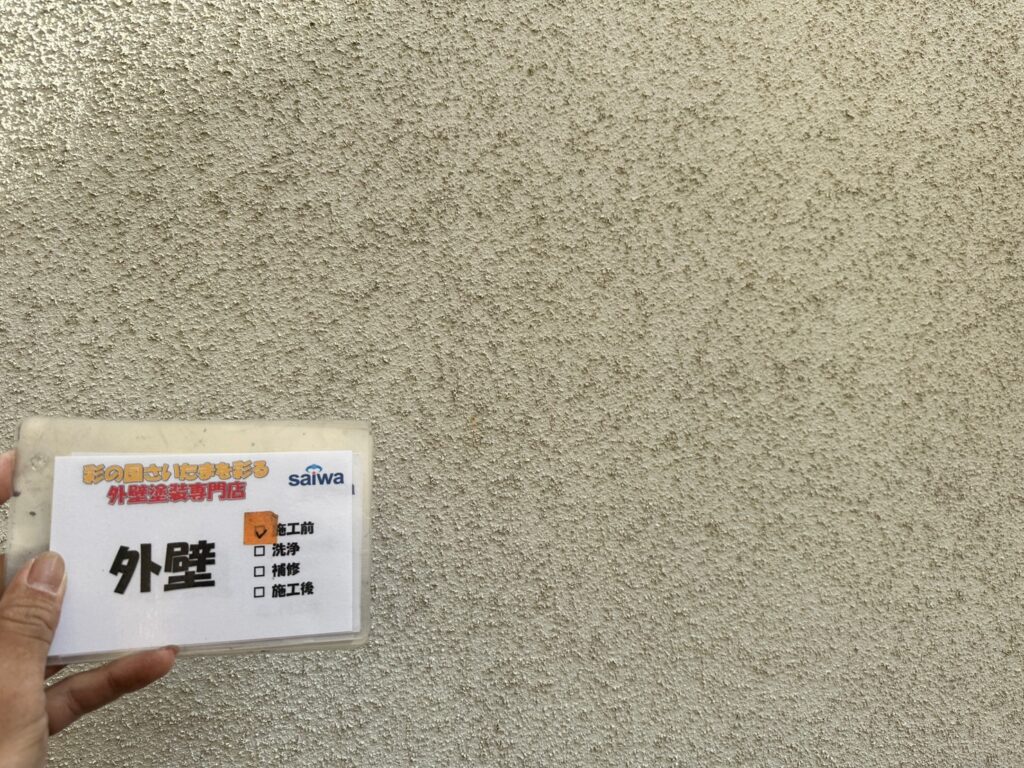 彩の国さいたまを彩る
外壁塗装専門店
saiwa
外壁
施工前
□ 洗浄
□ 補修
□ 施工後